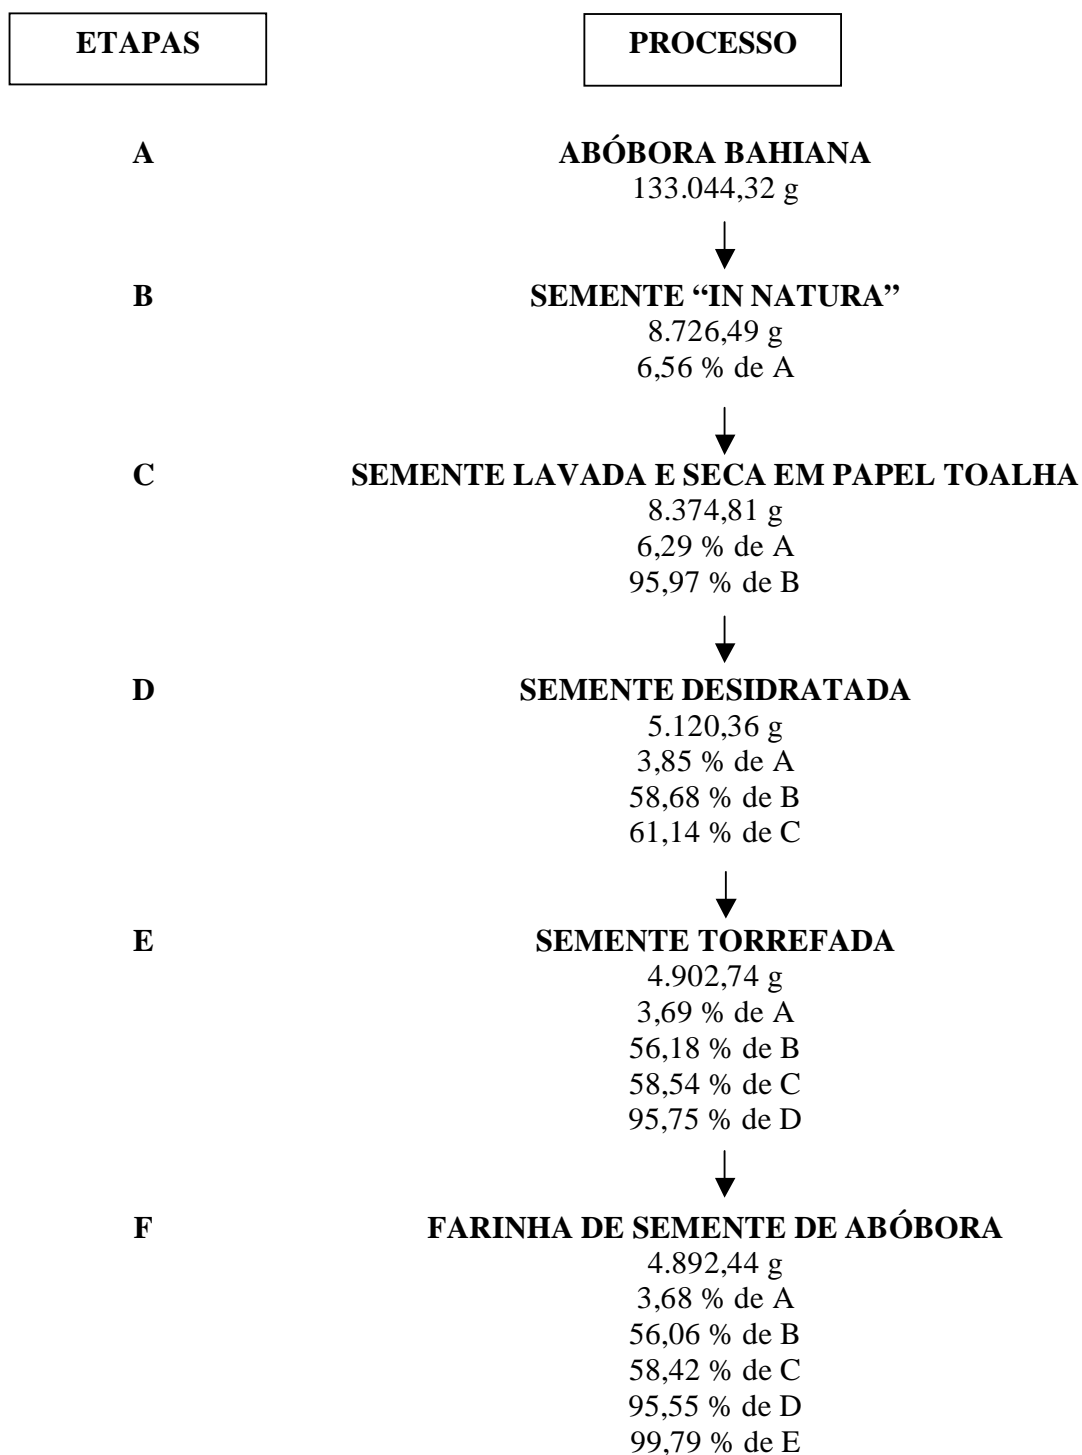 ETAPAS PROCESSO
A ABÓBORA BAHIANA
133.044,32 g
B SEMENTE “IN NATURA”
8.726,49 g
6,56 % de A
C SEMENTE LAVADA E SECA EM PAPEL TOALHA
8.374,81 g
6,29 % de A
95,97 % de B
D SEMENTE DESIDRATADA
5.120,36 g
3,85 % de A
58,68 % de B
61,14 % de C
E SEMENTE TORREFADA
4.902,74 g
3,69 % de A
56,18 % de B
58,54 % de C
95,75 % de D
F FARINHA DE SEMENTE DE ABÓBORA
4.892,44 g
3,68 % de A
56,06 % de B
58,42 % de C
95,55 % de D
99,79 % de E